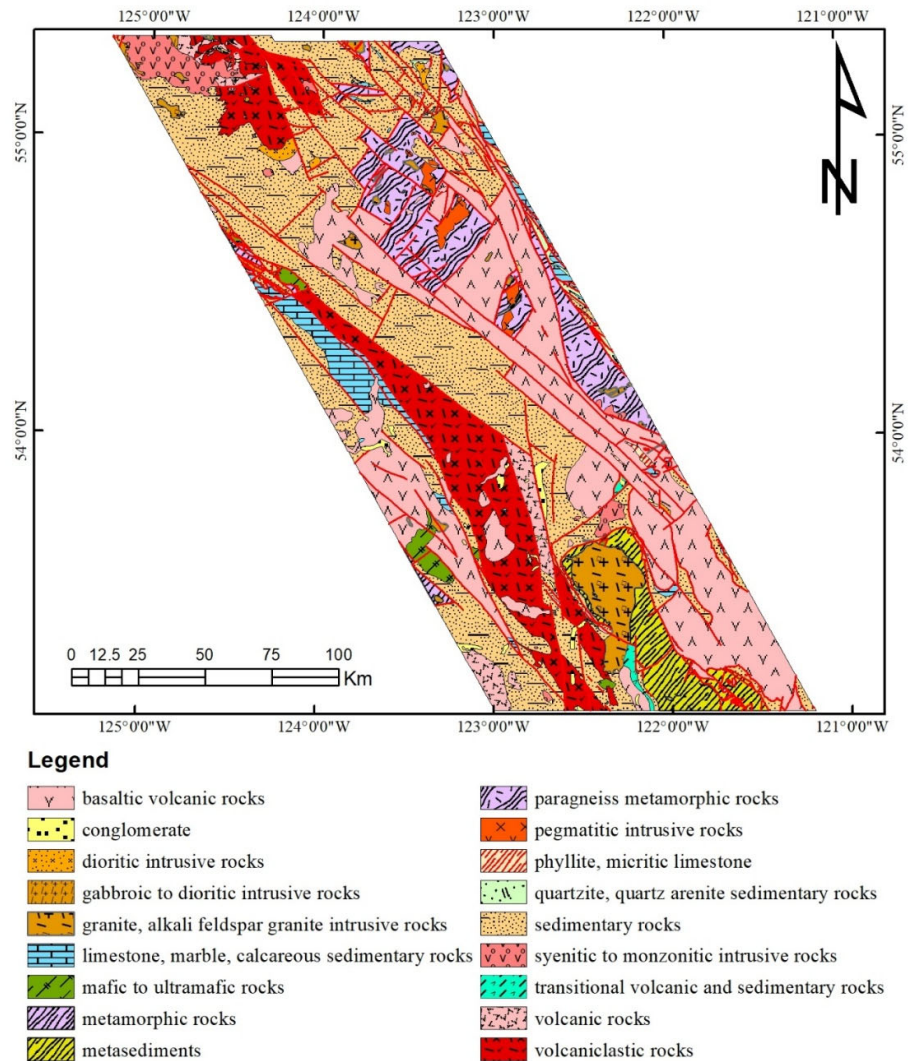 125°0'0"W 124°0'0"W 123°0'0"W 122°0'0"W 121°0'0"W
55°0'0"N
55°0'0"N
N
54°0'0"N
54°0'0"N
0 12.5 25 50 75 100
Km
125°0'0"W 124°0'0"W 123°0'0"W 122°0'0"W 121°0'0"W
Legend
basaltic volcanic rocks
conglomerate
dioritic intrusive rocks
gabbroic to dioritic intrusive rocks
granite, alkali feldspar granite intrusive rocks
limestone, marble, calcareous sedimentary rocks
mafic to ultramafic rocks
metamorphic rocks
metasediments
paragneiss metamorphic rocks
pegmatitic intrusive rocks
phyllite, micritic limestone
quartzite, quartz arenite sedimentary rocks
sedimentary rocks
syenitic to monzonitic intrusive rocks
transitional volcanic and sedimentary rocks
volcanic rocks
volcaniclastic rocks